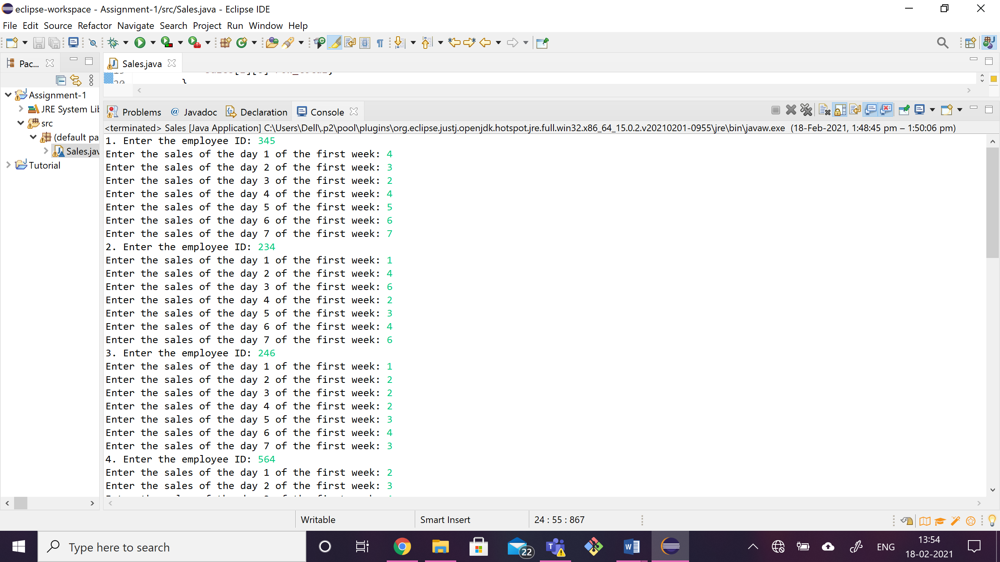 eclipse-workspace - Assignment-1/src/Sales.java - Eclipse IDE
File Edit Source Refactor Navigate Search Project Run Window Help
Pac...
Sales.java
20 }
Assignment-1
JRE System Lib
src
(default pa
Sales.jav
Tutorial
Problems @ Javadoc Declaration Console
<terminated> Sales [Java Application] C:\Users\Dell\.p2\pool\plugins\org.eclipse.justj.openjdk.hotspot.jre.full.win32.x86_64_15.0.2.v20210201-0955\jre\bin\javaw.exe (18-Feb-2021, 1:48:45 pm – 1:50:06 pm)
1. Enter the employee ID: 345
Enter the sales of the day 1 of the first week: 4
Enter the sales of the day 2 of the first week: 3
Enter the sales of the day 3 of the first week: 2
Enter the sales of the day 4 of the first week: 4
Enter the sales of the day 5 of the first week: 5
Enter the sales of the day 6 of the first week: 6
Enter the sales of the day 7 of the first week: 7
2. Enter the employee ID: 234
Enter the sales of the day 1 of the first week: 1
Enter the sales of the day 2 of the first week: 4
Enter the sales of the day 3 of the first week: 6
Enter the sales of the day 4 of the first week: 2
Enter the sales of the day 5 of the first week: 3
Enter the sales of the day 6 of the first week: 4
Enter the sales of the day 7 of the first week: 6
3. Enter the employee ID: 246
Enter the sales of the day 1 of the first week: 1
Enter the sales of the day 2 of the first week: 2
Enter the sales of the day 3 of the first week: 2
Enter the sales of the day 4 of the first week: 2
Enter the sales of the day 5 of the first week: 3
Enter the sales of the day 6 of the first week: 4
Enter the sales of the day 7 of the first week: 3
4. Enter the employee ID: 564
Enter the sales of the day 1 of the first week: 2
Enter the sales of the day 2 of the first week: 3
Writable Smart Insert 24 : 55 : 867
Type here to search
22
ENG
13:54
18-02-2021